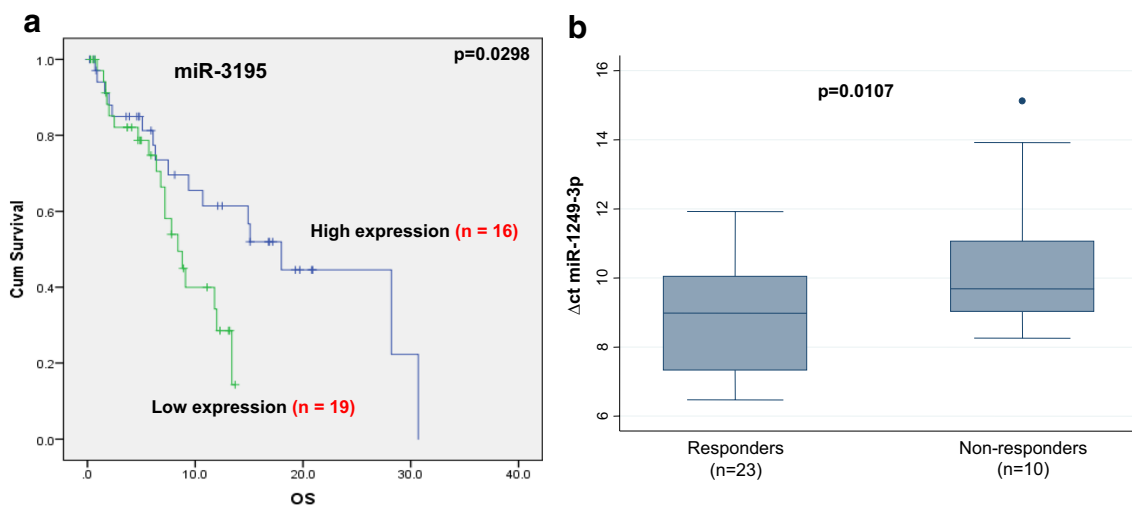 a
miR-3195
p=0.0298
1.0
0.8
0.6
0.4
0.2
0.0
Cum Survival
High expression (n = 16)
Low expression (n = 19)
.0 10.0 20.0 30.0 40.0
OS
b
p=0.0107
16
14
12
10
8
6
Δct miR-1249-3p
Responders
(n=23)
Non-responders
(n=10)